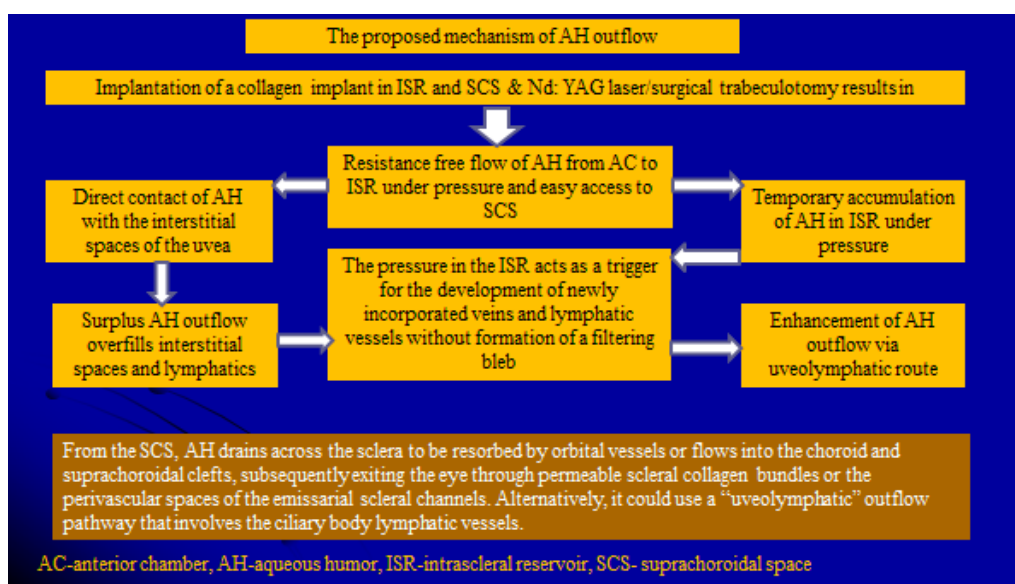 The proposed mechanism of AH outflow
Implantation of a collagen implant in ISR and SCS & Nd: YAG laser/surgical trabeculotomy results in
Resistance free flow of AH from AC to
ISR under pressure and easy access to
SCS
Direct contact of AH
with the interstitial
spaces of the uvea
Temporary accumulation
of AH in ISR under
pressure
The pressure in the ISR acts as a trigger
for the development of newly
incorporated veins and lymphatic
vessels without formation of a filtering
bleb
Surplus AH outflow
overfills interstitial
spaces and lymphatics
Enhancement of AH
outflow via
uveolymphatic route
From the SCS, AH drains across the sclera to be resorbed by orbital vessels or flows into the choroid and
suprachoroidal clefts, subsequently exiting the eye through permeable scleral collagen bundles or the
perivascular spaces of the emissarial scleral channels. Alternatively, it could use a “uveolymphatic” outflow
pathway that involves the ciliary body lymphatic vessels.
AC-anterior chamber, AH-aqueous humor, ISR-intrascleral reservoir, SCS- suprachoroidal space